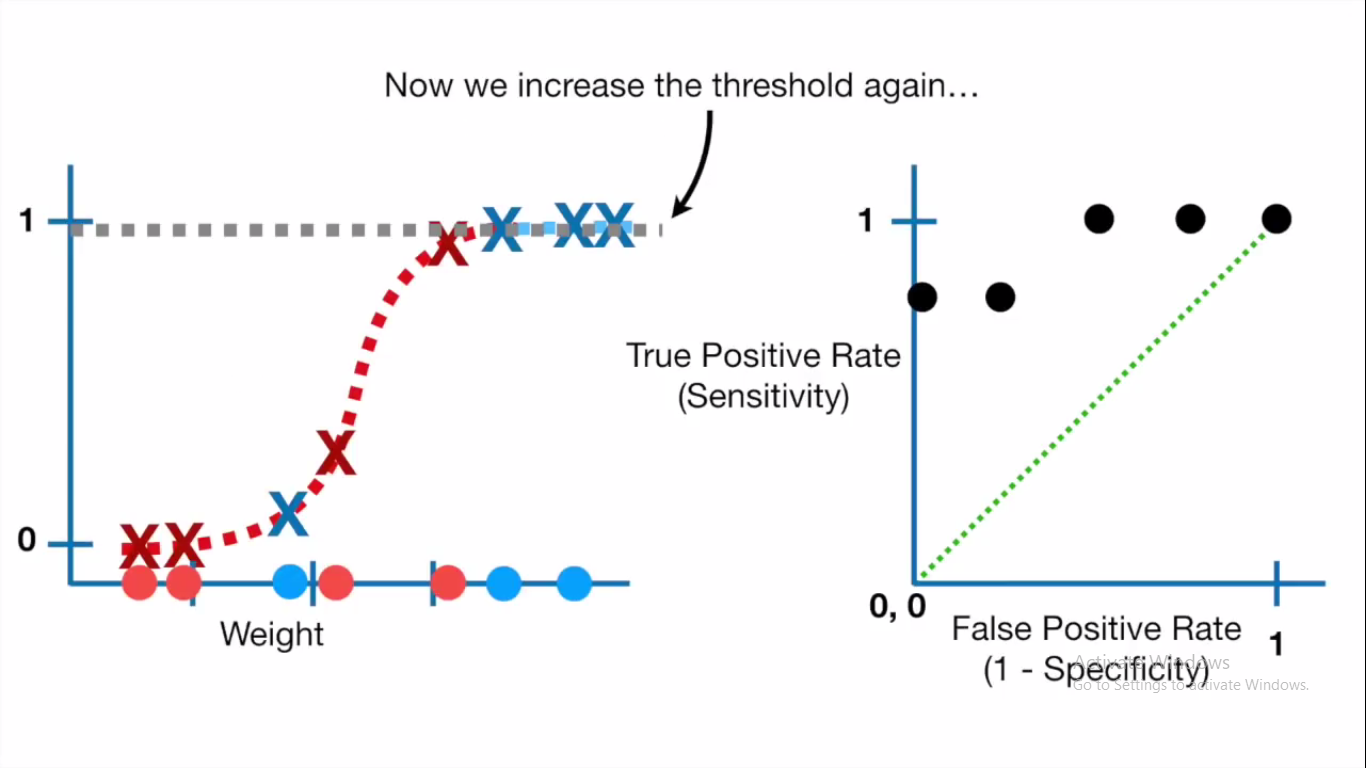 Now we increase the threshold again…
1
0
Weight
True Positive Rate
(Sensitivity)
1
0, 0
False Positive Rate
(1 - Specificity)
1
Activate Windows
Go to Settings to activate Windows.